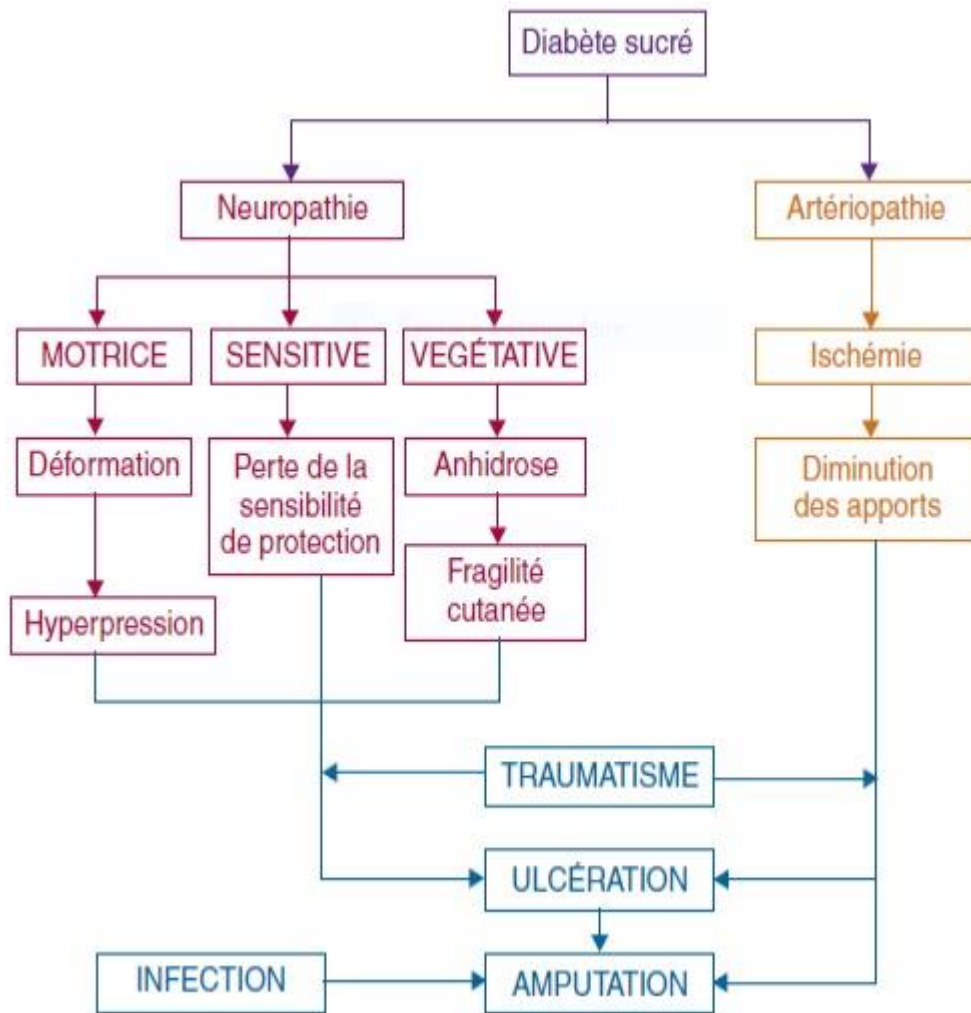 Diabète sucré
Neuropathie
Artériopathie
MOTRICE
SENSITIVE
VEGÉTATIVE
Ischémie
Déformation
Perte de la
sensibilité
de protection
Anhidrose
Diminution
des apports
Fragilité
cutanée
Hyperpression
TRAUMATISME
ULCÉRATION
INFECTION
AMPUTATION